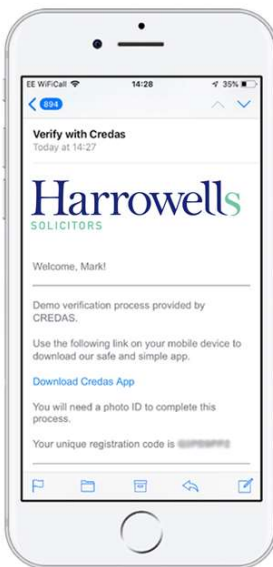 EE WiFiCall 14:28 35%
894
Verify with Credas
Today at 14:27
Harrowells
SOLICITORS
Welcome, Mark!
Demo verification process provided by
CREDAS.
Use the following link on your mobile device to
download our safe and simple app.
Download Credas App
You will need a photo ID to complete this
process.
Your unique registration code is